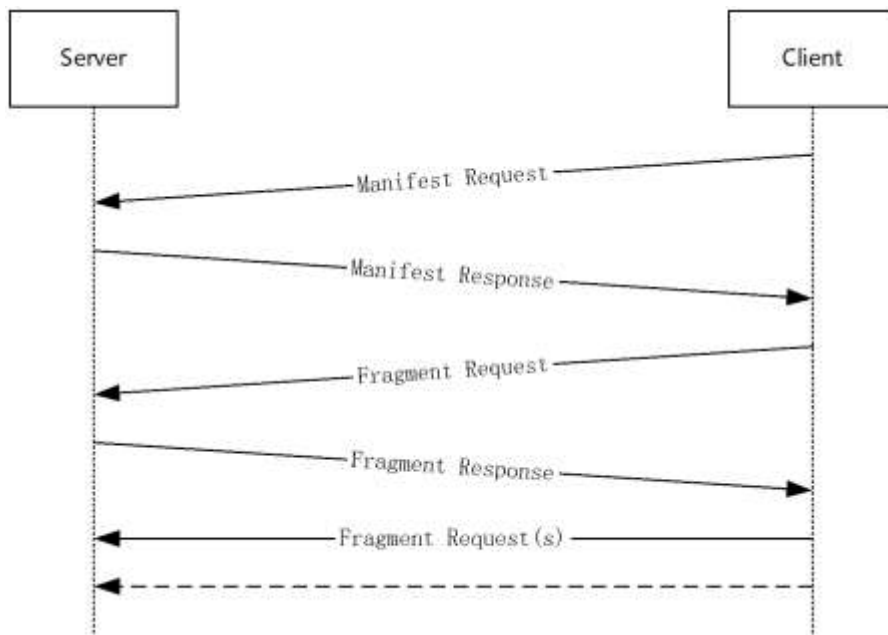 Server
Client
Manifest Request
Manifest Response
Fragment Request
Fragment Response
Fragment Request(s)